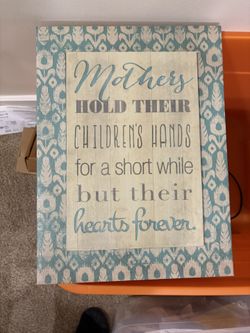 Mothers
HOLD THEIR
CHILDREN'S HANDS
for a short while
but their
hearts forever.